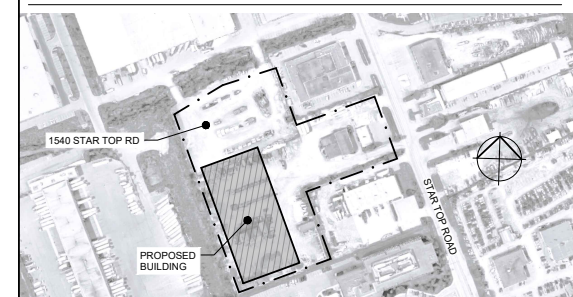 1540 STAR TOP RD
STAR TOP ROAD
PROPOSED
BUILDING